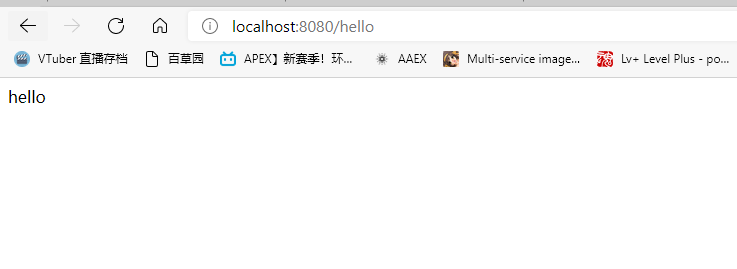 localhost:8080/hello
VTuber 直播存档 百草园 APEX】新赛季！环... AAEX Multi-service image... Lv+ Level Plus - po...
hello